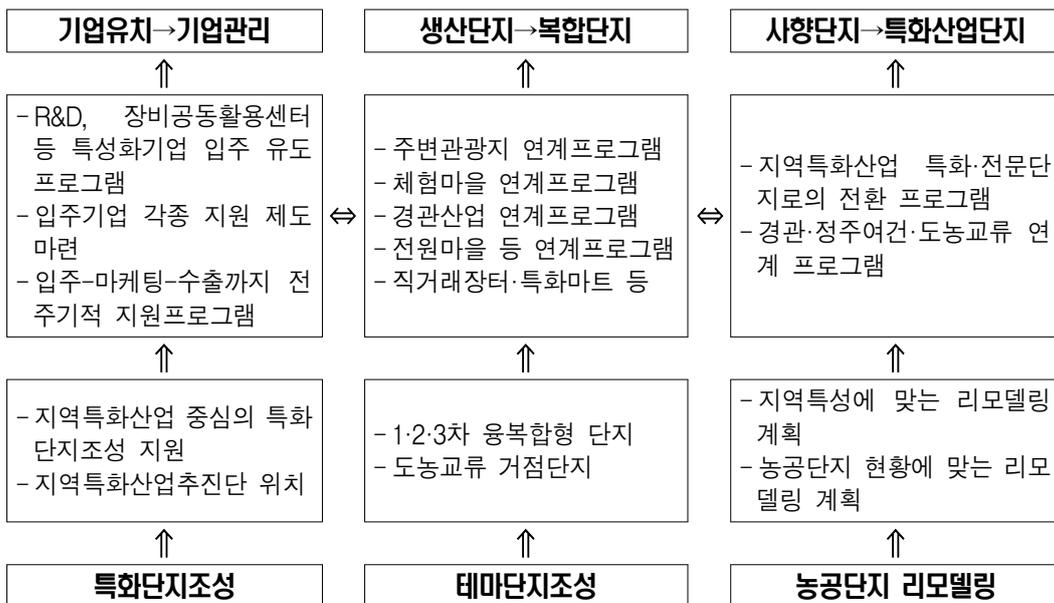 기업유치→기업관리
생산단지→복합단지
사양단지→특화산업단지
⇑ ⇑ ⇑
- R&D, 장비공동활용센터
등 특성화기업 입주 유도
프로그램
- 입주기업 각종 지원 제도
마련
- 입주-마케팅-수출까지 전
주기적 지원프로그램
⇔
- 주변관광지 연계프로그램
- 체험마을 연계프로그램
- 경관산업 연계프로그램
- 전원마을 등 연계프로그램
- 직거래장터·특화마트 등
⇔
- 지역특화산업 특화·전문단
지로의 전환 프로그램
- 경관·정주여건·도농교류 연
계 프로그램
⇑ ⇑ ⇑
- 지역특화산업 중심의 특화
단지조성 지원
- 지역특화산업추진단 위치
- 1·2·3차 융복합형 단지
- 도농교류 거점단지
- 지역특성에 맞는 리모델링
계획
- 농공단지 현황에 맞는 리모
델링 계획
⇑ ⇑ ⇑
특화단지조성
테마단지조성
농공단지 리모델링